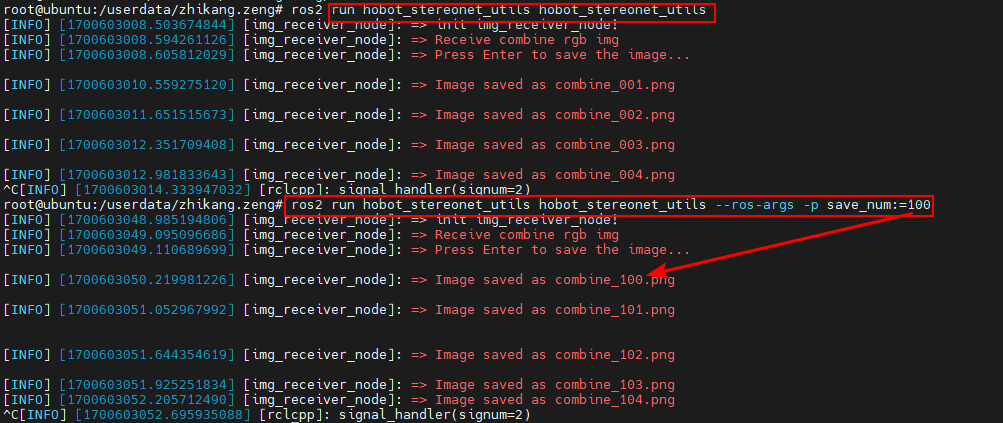 root@ubuntu:/userdata/zhikang.zeng# ros2 run hobot_stereonet_utils hobot_stereonet_utils
[INFO] [1700603008.503674844] [img_receiver_node]: => init img_receiver_node!
[INFO] [1700603008.594261126] [img_receiver_node]: => Receive combine rgb img
[INFO] [1700603008.605812029] [img_receiver_node]: => Press Enter to save the image...
[INFO] [1700603010.559275120] [img_receiver_node]: => Image saved as combine_001.png
[INFO] [1700603011.651515673] [img_receiver_node]: => Image saved as combine_002.png
[INFO] [1700603012.351709408] [img_receiver_node]: => Image saved as combine_003.png
[INFO] [1700603012.981833643] [img_receiver_node]: => Image saved as combine_004.png
^C[INFO] [1700603014.333947032] [rclcpp]: signal_handler(signum=2)
root@ubuntu:/userdata/zhikang.zeng# ros2 run hobot_stereonet_utils hobot_stereonet_utils --ros-args -p save_num:=100
[INFO] [1700603048.985194806] [img_receiver_node]: => init img_receiver_node!
[INFO] [1700603049.095096686] [img_receiver_node]: => Receive combine rgb img
[INFO] [1700603049.110689699] [img_receiver_node]: => Press Enter to save the image...
[INFO] [1700603050.219981226] [img_receiver_node]: => Image saved as combine_100.png
[INFO] [1700603051.052967992] [img_receiver_node]: => Image saved as combine_101.png
[INFO] [1700603051.644354619] [img_receiver_node]: => Image saved as combine_102.png
[INFO] [1700603051.925251834] [img_receiver_node]: => Image saved as combine_103.png
[INFO] [1700603052.205712490] [img_receiver_node]: => Image saved as combine_104.png
^C[INFO] [1700603052.695935088] [rclcpp]: signal_handler(signum=2)